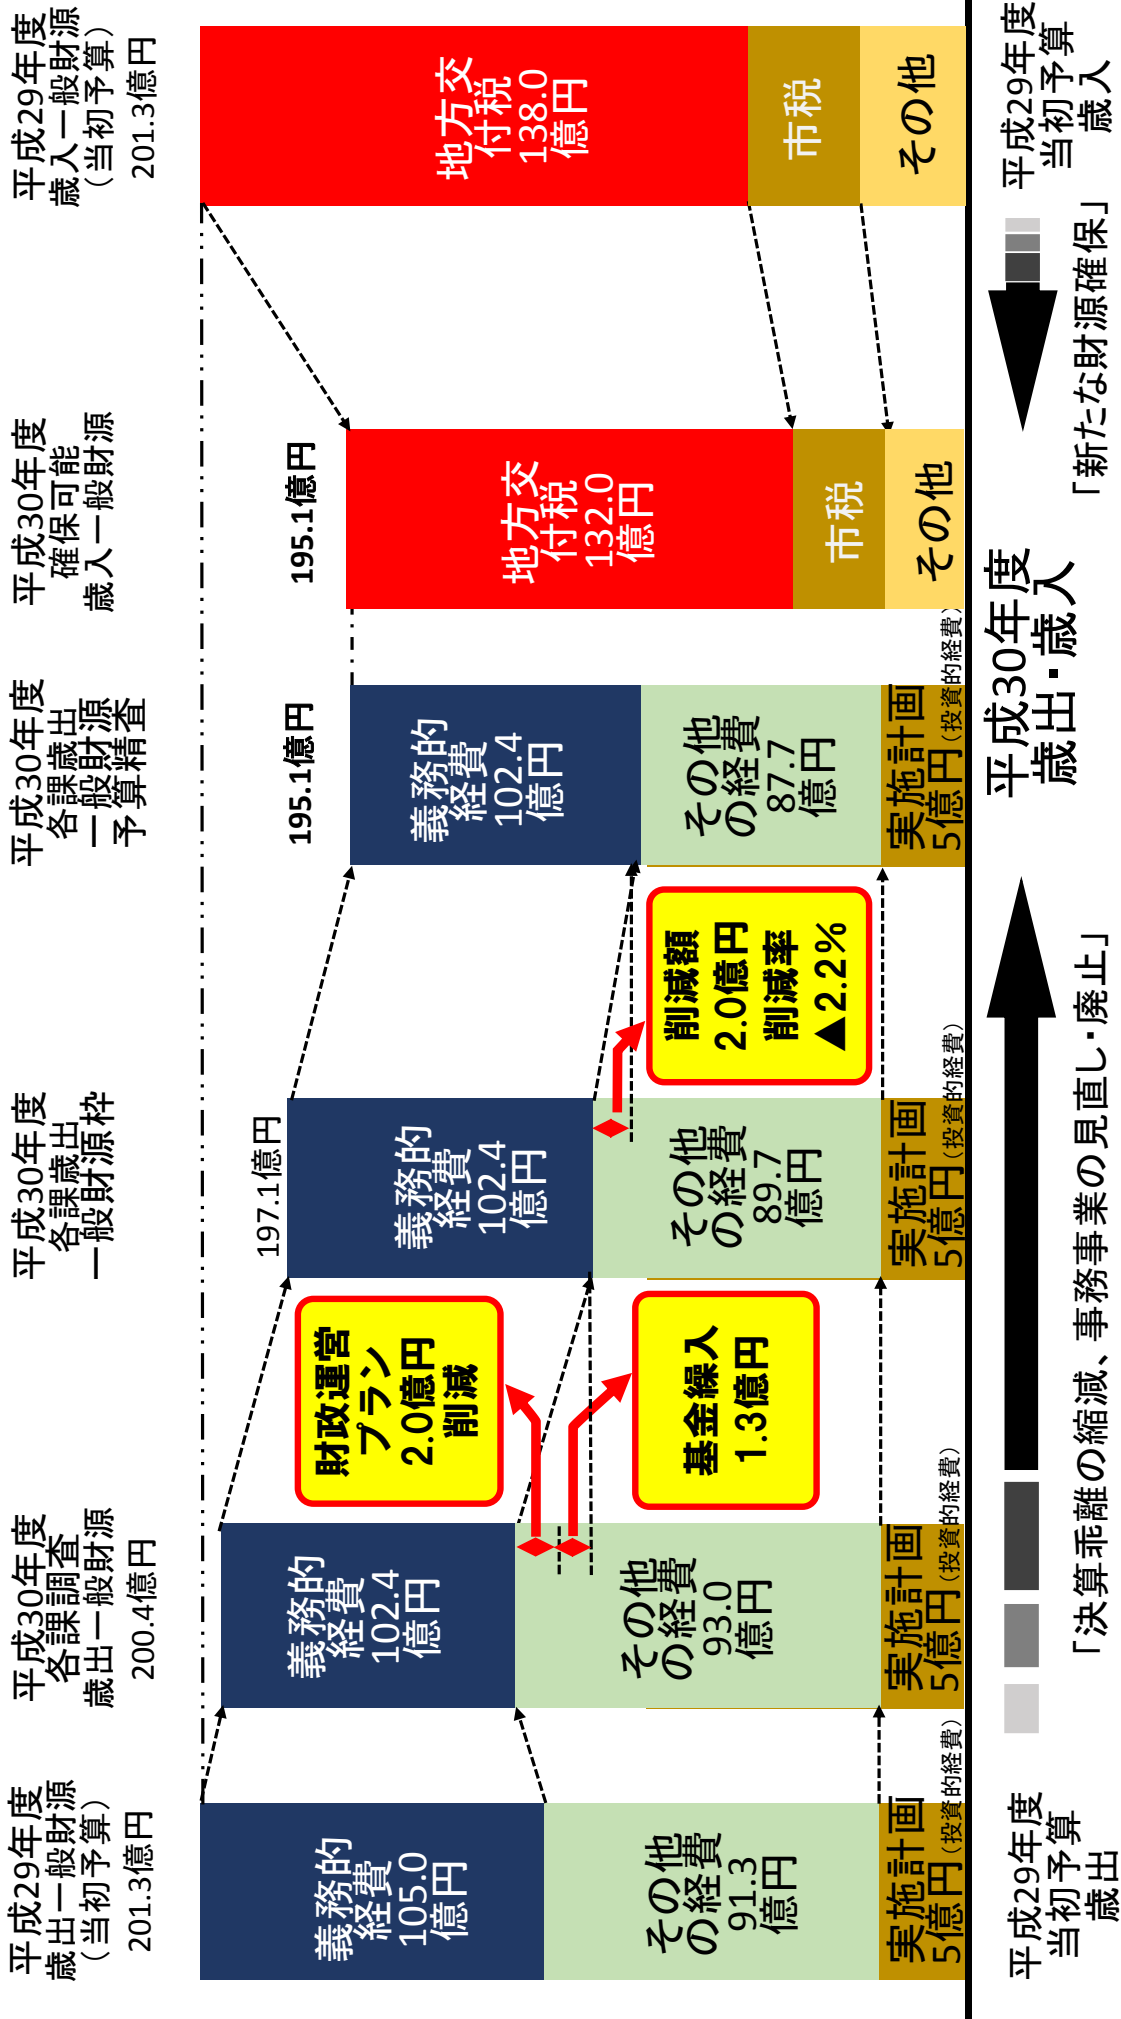 平成29年度
歳出一般財源
（当初予算）
201.3億円
平成30年度
各課調査
歳出一般財源
200.4億円
平成30年度
各課歳出
一般財源枠
平成30年度
各課歳出
一般財源
予算精査
平成30年度
確保可能
歳入一般財源
平成29年度
歳入一般財源
（当初予算）
201.3億円
義務的
経費
105.0
億円
その他
の経費
91.3
億円
実施計画
5億円（投資的経費）
義務的
経費
102.4
億円
その他
の経費
93.0
億円
実施計画
5億円（投資的経費）
財政運営
プラン
2.0億円
削減
基金繰入
1.3億円
197.1億円
義務的
経費
102.4
億円
その他
の経費
89.7
億円
実施計画
5億円（投資的経費）
削減額
2.0億円
削減率
▲2.2％
195.1億円
義務的
経費
102.4
億円
その他
の経費
87.7
億円
実施計画
5億円（投資的経費）
195.1億円
地方交
付税
132.0
億円
市税
その他
地方交
付税
138.0
億円
市税
その他
平成29年度
当初予算
歳出
「決算乖離の縮減、事務事業の見直し・廃止」
平成30年度
歳出・歳入
「新たな財源確保」
平成29年度
当初予算
歳入